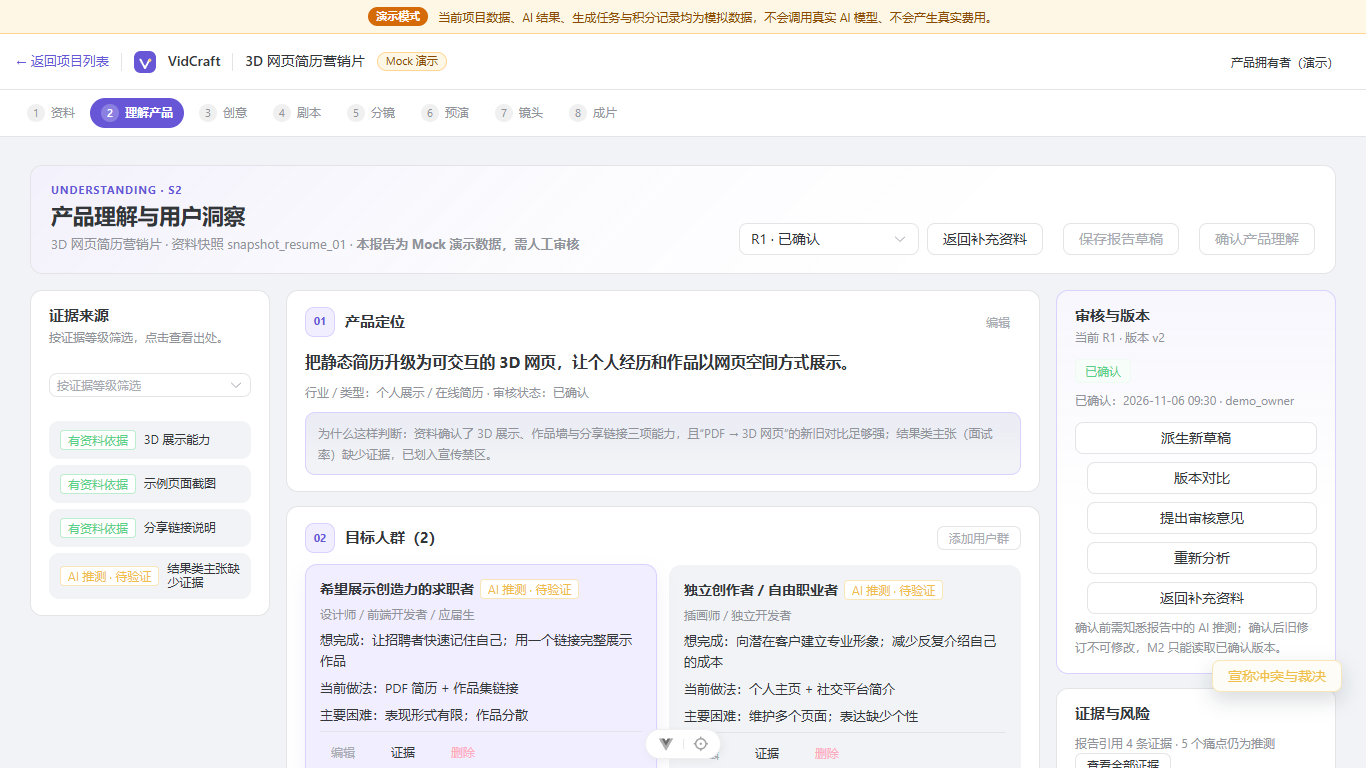 演示模式 当前项目数据、AI 结果、生成任务与积分记录均为模拟数据，不会调用真实 AI 模型、不会产生真实费用。
← 返回项目列表 VidCraft 3D 网页简历营销片 Mock 演示 产品拥有者（演示）
1 资料 2 理解产品 3 创意 4 剧本 5 分镜 6 预演 7 镜头 8 成片
UNDERSTANDING · S2
产品理解与用户洞察
3D 网页简历营销片 · 资料快照 snapshot_resume_01 · 本报告为 Mock 演示数据，需人工审核
R1 · 已确认 返回补充资料 保存报告草稿 确认产品理解
证据来源
按证据等级筛选，点击查看出处。
按证据等级筛选
有资料依据 3D 展示能力
有资料依据 示例页面截图
有资料依据 分享链接说明
AI 推测 · 待验证 结果类主张缺
少证据
01 产品定位 编辑
把静态简历升级为可交互的 3D 网页，让个人经历和作品以网页空间方式展示。
行业 / 类型：个人展示 / 在线简历 · 审核状态：已确认
为什么这样判断：资料确认了 3D 展示、作品墙与分享链接三项能力，且“PDF → 3D 网页”的新旧对比足够强；结果类主张（面试
率）缺少证据，已划入宣传禁区。
02 目标人群（2） 添加用户群
希望展示创造力的求职者 AI 推测 · 待验证
设计师 / 前端开发者 / 应届生
想完成：让招聘者快速记住自己；用一个链接完整展示
作品
当前做法：PDF 简历 + 作品集链接
主要困难：表现形式有限；作品分散
编辑 证据 删除
独立创作者 / 自由职业者 AI 推测 · 待验证
插画师 / 独立开发者
想完成：向潜在客户建立专业形象；减少反复介绍自己
的成本
当前做法：个人主页 + 社交平台简介
主要困难：维护多个页面；表达缺少个性
证据 删除
审核与版本
当前 R1 · 版本 v2
已确认
已确认：2026-11-06 09:30 · demo_owner
派生新草稿
版本对比
提出审核意见
重新分析
返回补充资料
确认前需知悉报告中的 AI 推测；确认后旧修
订不可修改，M2 只能读取已确认版本。
宣称冲突与裁决
证据与风险
报告引用 4 条证据 · 5 个痛点仍为推测
查看全部证据